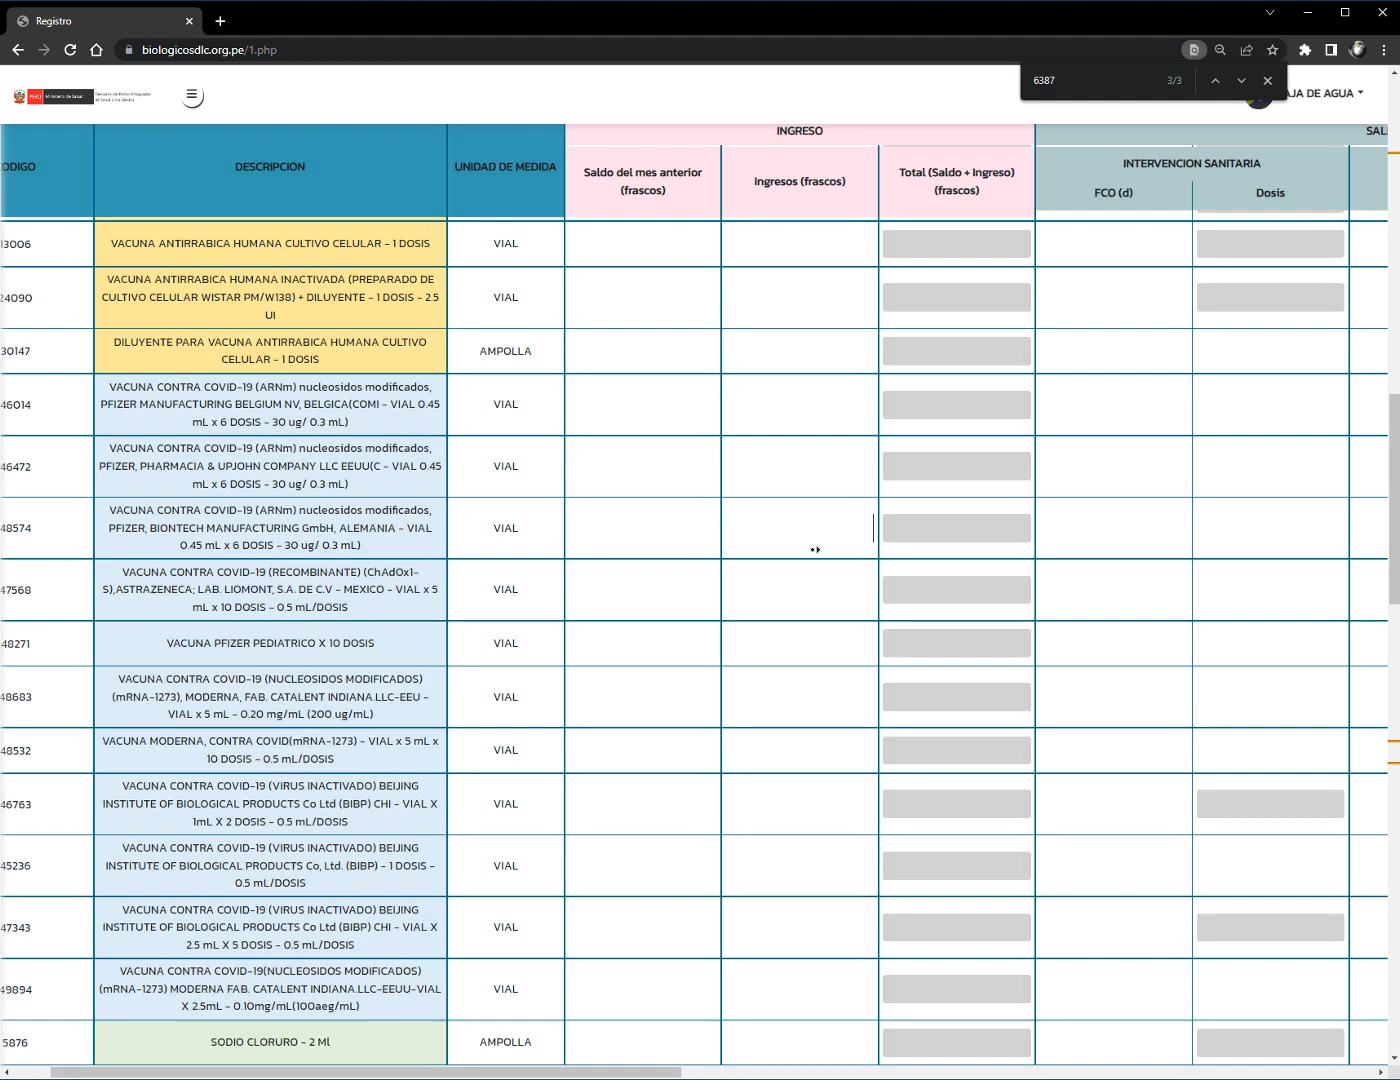 Registro
biologicosdlc.org.pe/1.php
6387
3/3
PERÚ Ministerio de Salud
AJA DE AGUA
INGRESO
SAL
ODIGO
DESCRIPCION
UNIDAD DE MEDIDA
Saldo del mes anterior
(frascos)
Ingresos (frascos)
Total (Saldo + Ingreso)
(frascos)
INTERVENCION SANITARIA
FCO (d)
Dosis
13006
VACUNA ANTIRRABICA HUMANA CULTIVO CELULAR - 1 DOSIS
VIAL
24090
VACUNA ANTIRRABICA HUMANA INACTIVADA (PREPARADO DE
CULTIVO CELULAR WISTAR PM/W138) + DILUYENTE - 1 DOSIS - 2.5
UI
VIAL
30147
DILUYENTE PARA VACUNA ANTIRRABICA HUMANA CULTIVO
CELULAR - 1 DOSIS
AMPOLLA
46014
VACUNA CONTRA COVID-19 (ARNm) nucleosidos modificados,
PFIZER MANUFACTURING BELGIUM NV, BELGICA(COMI - VIAL 0.45
mL x 6 DOSIS - 30 ug/ 0.3 mL)
VIAL
46472
VACUNA CONTRA COVID-19 (ARNm) nucleosidos modificados,
PFIZER, PHARMACIA & UPJOHN COMPANY LLC EEUU(C - VIAL 0.45
mL x 6 DOSIS - 30 ug/ 0.3 mL)
VIAL
48574
VACUNA CONTRA COVID-19 (ARNm) nucleosidos modificados,
PFIZER, BIONTECH MANUFACTURING GmbH, ALEMANIA - VIAL
0.45 mL x 6 DOSIS - 30 ug/ 0.3 mL)
VIAL
47568
VACUNA CONTRA COVID-19 (RECOMBINANTE) (ChAdOx1-
S),ASTRAZENECA; LAB. LIOMONT, S.A. DE C.V - MEXICO - VIAL x 5
mL x 10 DOSIS - 0.5 mL/DOSIS
VIAL
48271
VACUNA PFIZER PEDIATRICO X 10 DOSIS
VIAL
48683
VACUNA CONTRA COVID-19 (NUCLEOSIDOS MODIFICADOS)
(mRNA-1273), MODERNA, FAB. CATALENT INDIANA.LLC-EEU -
VIAL x 5 mL - 0.20 mg/mL (200 ug/mL)
VIAL
48532
VACUNA MODERNA, CONTRA COVID(mRNA-1273) - VIAL x 5 mL x
10 DOSIS - 0.5 mL/DOSIS
VIAL
46763
VACUNA CONTRA COVID-19 (VIRUS INACTIVADO) BEIJING
INSTITUTE OF BIOLOGICAL PRODUCTS Co Ltd (BIBP) CHI - VIAL X
1mL X 2 DOSIS - 0.5 mL/DOSIS
VIAL
45236
VACUNA CONTRA COVID-19 (VIRUS INACTIVADO) BEIJING
INSTITUTE OF BIOLOGICAL PRODUCTS Co, Ltd. (BIBP) - 1 DOSIS -
0.5 mL/DOSIS
VIAL
47343
VACUNA CONTRA COVID-19 (VIRUS INACTIVADO) BEIJING
INSTITUTE OF BIOLOGICAL PRODUCTS Co Ltd (BIBP) CHI - VIAL X
2.5 mL X 5 DOSIS - 0.5 mL/DOSIS
VIAL
49894
VACUNA CONTRA COVID-19(NUCLEOSIDOS MODIFICADOS)
(mRNA-1273) MODERNA FAB. CATALENT INDIANA.LLC-EEUU-VIAL
X 2.5mL - 0.10mg/mL(100aeg/mL)
VIAL
5876
SODIO CLORURO - 2 Ml
AMPOLLA